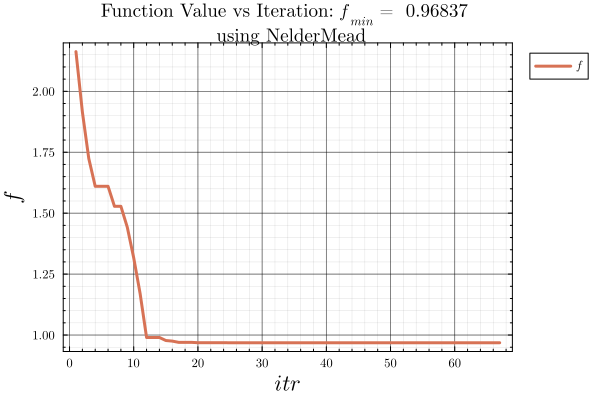 Function Value vs Iteration: f_min = 0.96837
using NelderMead
f
2.00
1.75
1.50
1.25
1.00
f
0 10 20 30 40 50 60
itr